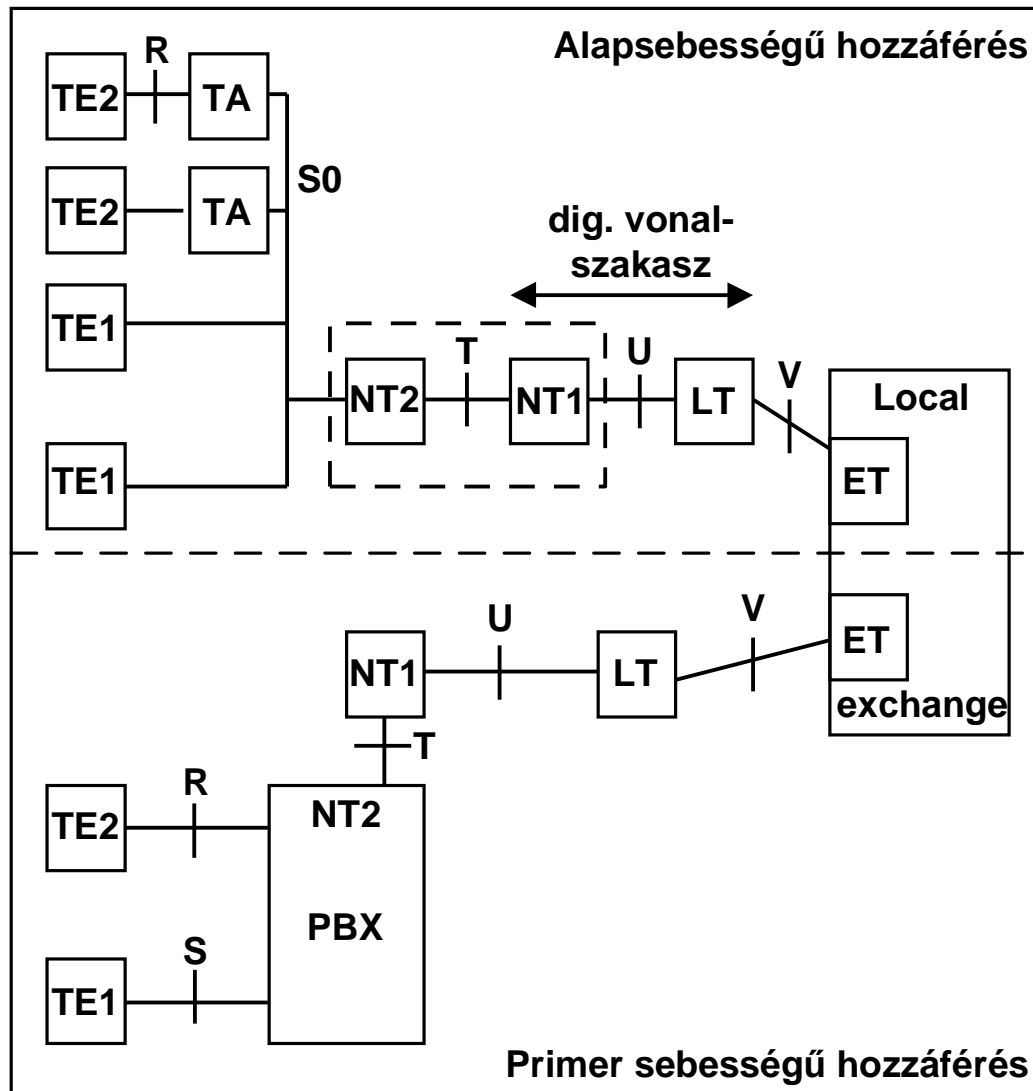 Alapsebességű hozzáférés
R
TE2
TA
S0
TE2
TA
dig. vonal-
szakasz
TE1
T
U
V
NT2
NT1
LT
Local
TE1
ET
U
V
ET
NT1
LT
exchange
T
R
TE2
NT2
PBX
S
TE1
Primer sebességű hozzáférés